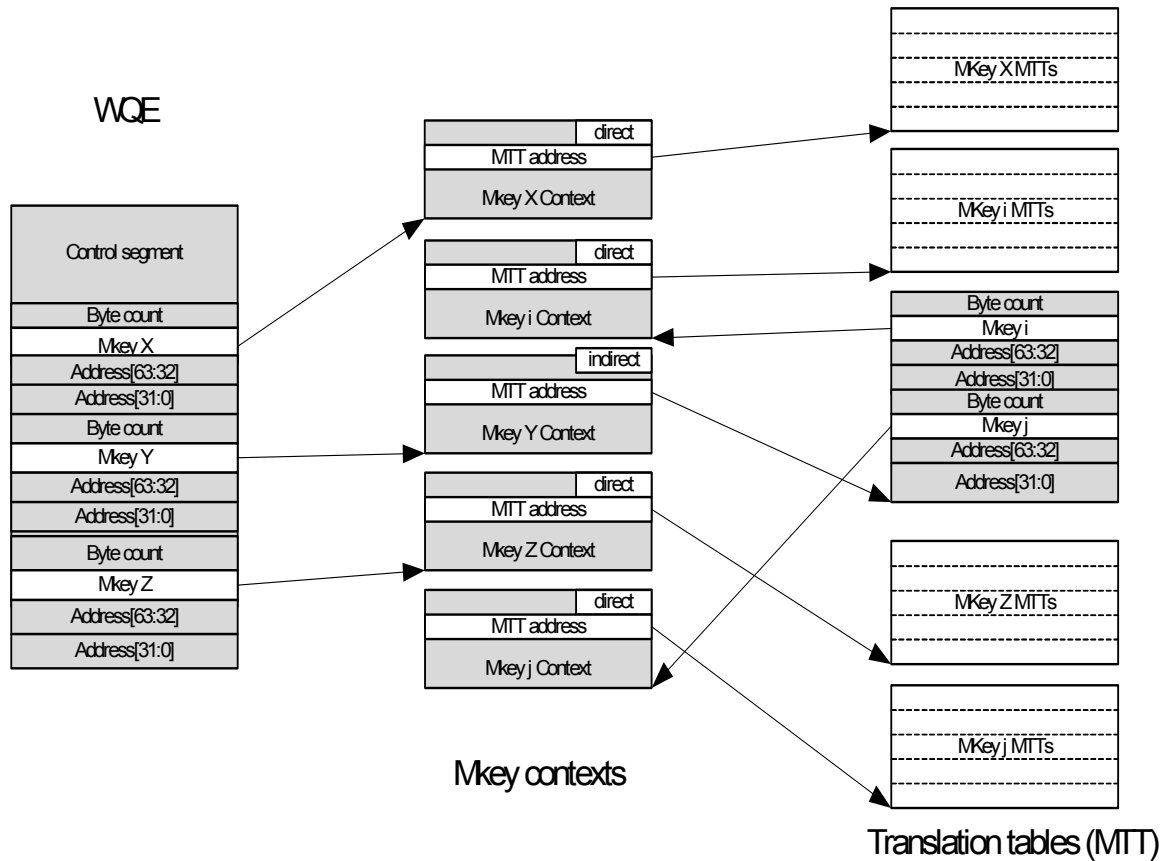 WQE
Control segment
Byte count
Mkey X
Address[63:32]
Address[31:0]
Byte count
Mkey Y
Address[63:32]
Address[31:0]
Byte count
Mkey Z
Address[63:32]
Address[31:0]
direct
MTT address
Mkey X Context
direct
MTT address
Mkey i Context
indirect
MTT address
Mkey Y Context
direct
MTT address
Mkey Z Context
direct
MTT address
Mkey j Context
Mkey contexts
MKey X MTTs
MKey i MTTs
Byte count
Mkey i
Address[63:32]
Address[31:0]
Byte count
Mkey j
Address[63:32]
Address[31:0]
MKey Z MTTs
MKey j MTTs
Translation tables (MTT)